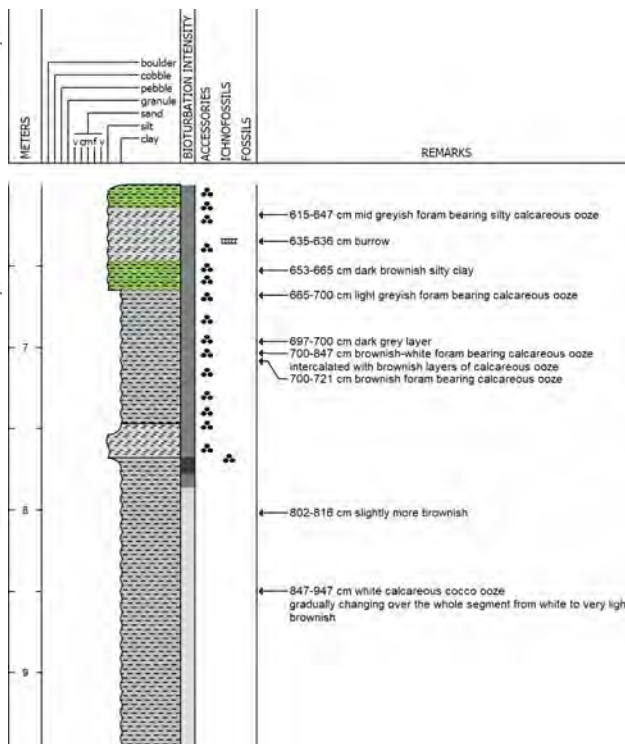 METERS
boulder
cobble
pebble
granule
sand
silt
clay
v c m f v
BIOTURBATION INTENSITY
ACCESSORIES
ICHNOFOSSILS
FOSSILS
REMARKS
615-647 cm mid greyish foram bearing silty calcareous ooze
635-636 cm burrow
653-665 cm dark brownish silty clay
665-700 cm light greyish foram bearing calcareous ooze
697-700 cm dark grey layer
7
700-847 cm brownish-white foram bearing calcareous ooze
intercalated with brownish layers of calcareous ooze
700-721 cm brownish foram bearing calcareous ooze
8
802-816 cm slightly more brownish
847-947 cm white calcareous cocco ooze
gradually changing over the whole segment from white to very ligh
brownish
9